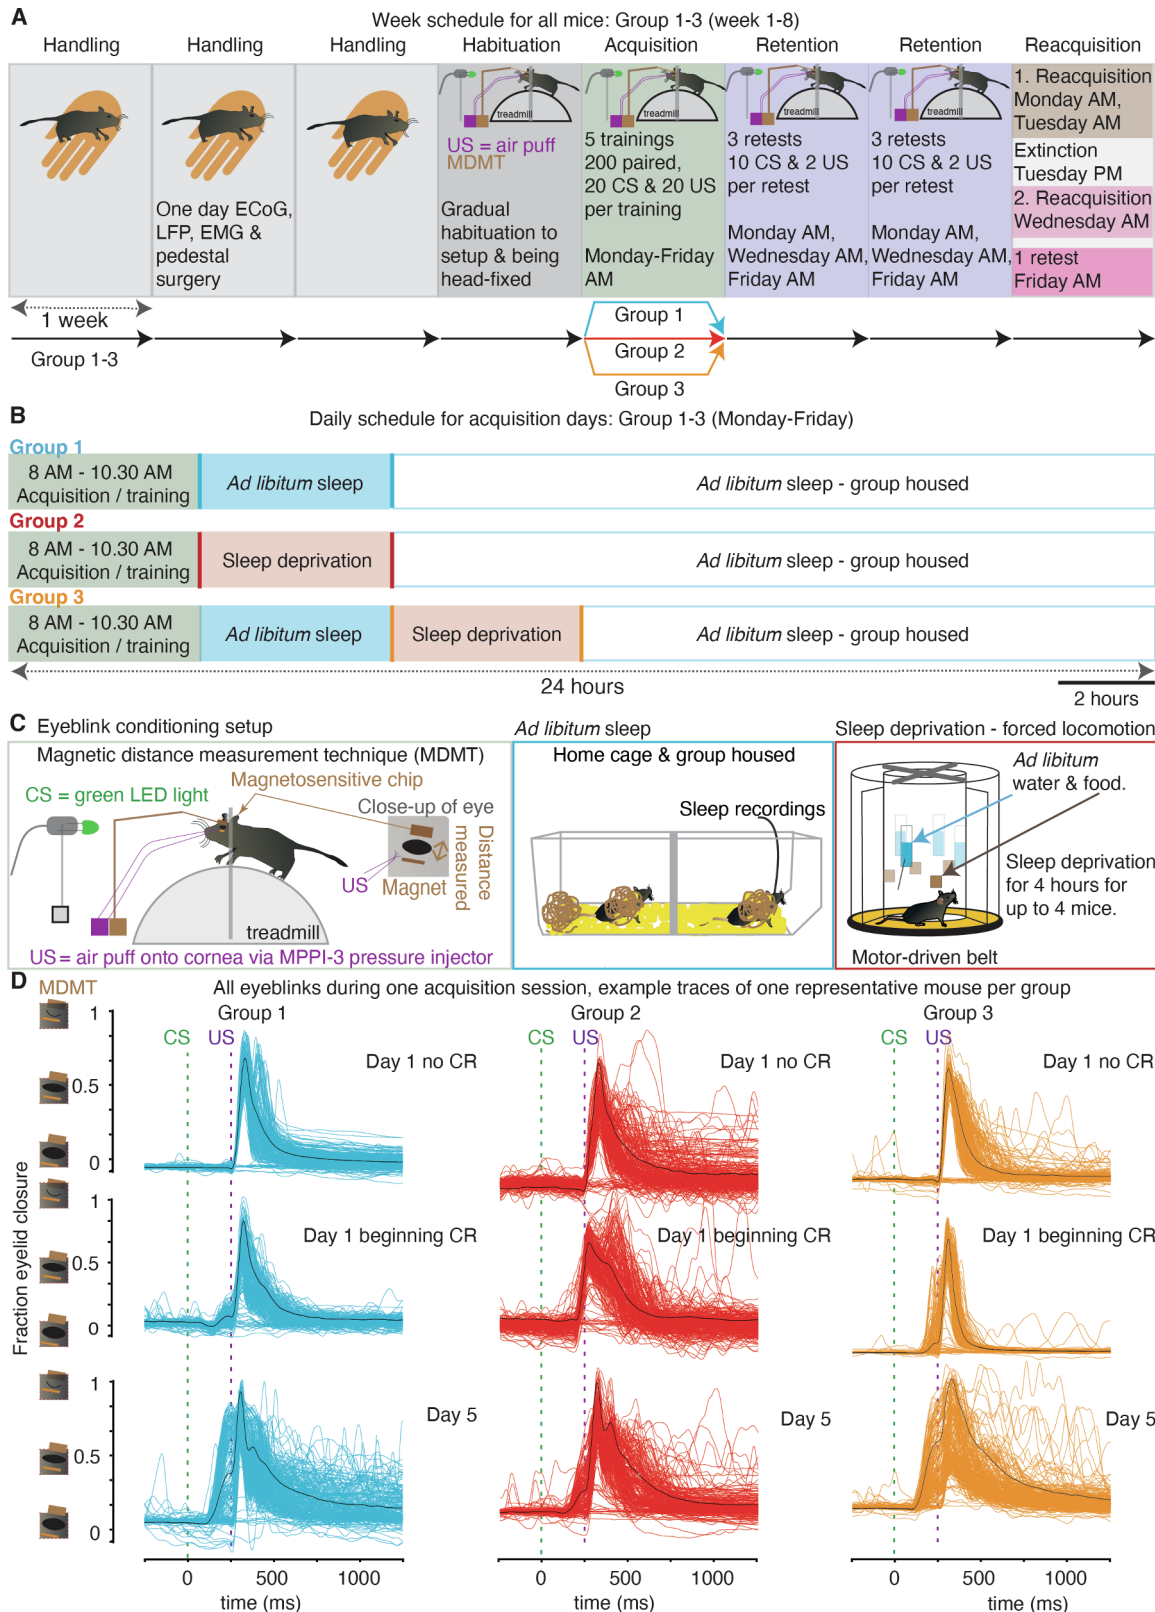 A
Week schedule for all mice: Group 1-3 (week 1-8)
Handling
Handling
Handling
Habituation
Acquisition
Retention
Retention
Reacquisition
One day ECoG,
LFP, EMG &
pedestal
surgery
treadmill
US = air puff
MDMT
Gradual
habituation to
setup & being
head-fixed
treadmill
5 trainings
200 paired,
20 CS & 20 US
per training
Monday-Friday
AM
treadmill
3 retests
10 CS & 2 US
per retest
Monday AM,
Wednesday AM,
Friday AM
treadmill
3 retests
10 CS & 2 US
per retest
Monday AM,
Wednesday AM,
Friday AM
1. Reacquisition
Monday AM,
Tuesday AM
Extinction
Tuesday PM
2. Reacquisition
Wednesday AM
1 retest
Friday AM
1 week
Group 1-3
Group 1
Group 2
Group 3
B
Daily schedule for acquisition days: Group 1-3 (Monday-Friday)
Group 1
8 AM - 10.30 AM
Acquisition / training
Ad libitum sleep
Ad libitum sleep - group housed
Group 2
8 AM - 10.30 AM
Acquisition / training
Sleep deprivation
Ad libitum sleep - group housed
Group 3
8 AM - 10.30 AM
Acquisition / training
Ad libitum sleep
Sleep deprivation
Ad libitum sleep - group housed
24 hours
2 hours
C
Eyeblink conditioning setup
Magnetic distance measurement technique (MDMT)
Magnetosensitive chip
CS = green LED light
Close-up of eye
Distance
measured
US
Magnet
treadmill
US = air puff onto cornea via MPPI-3 pressure injector
Ad libitum sleep
Home cage & group housed
Sleep recordings
Sleep deprivation - forced locomotion
Ad libitum
water & food.
Sleep deprivation
for 4 hours for
up to 4 mice.
Motor-driven belt
D
MDMT
All eyeblinks during one acquisition session, example traces of one representative mouse per group
Group 1
Group 2
Group 3
CS
US
CS
US
CS
US
Day 1 no CR
Day 1 no CR
Day 1 no CR
1
0.5
0
Day 1 beginning CR
Day 1 beginning CR
Day 1 beginning CR
1
0.5
0
Fraction eyelid closure
Day 5
Day 5
Day 5
1
0.5
0
0
500
1000
0
500
1000
0
500
1000
time (ms)
time (ms)
time (ms)